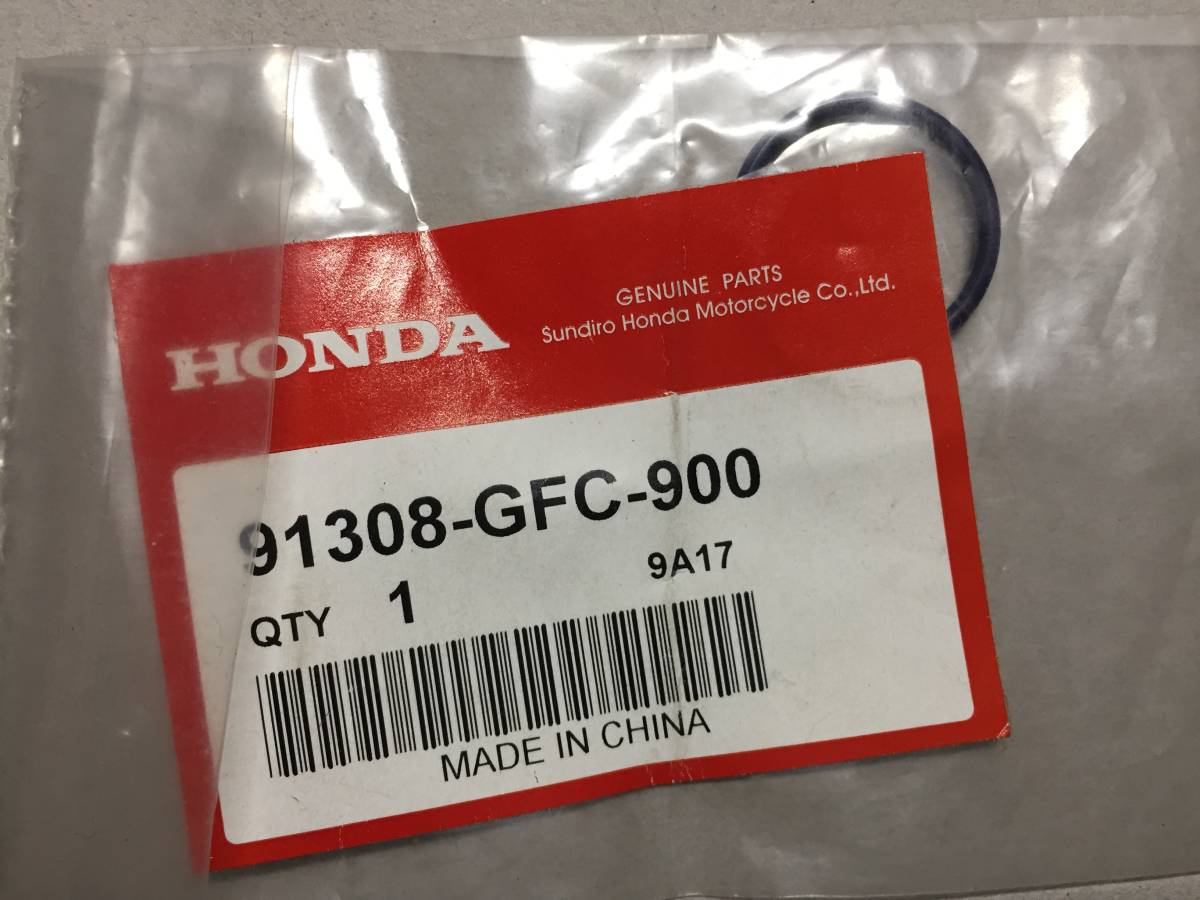 GENUINE PARTS
HONDA Sundiro Honda Motorcycle Co.,Ltd.
91308-GFC-900
QTY 1 9A17
MADE IN CHINA